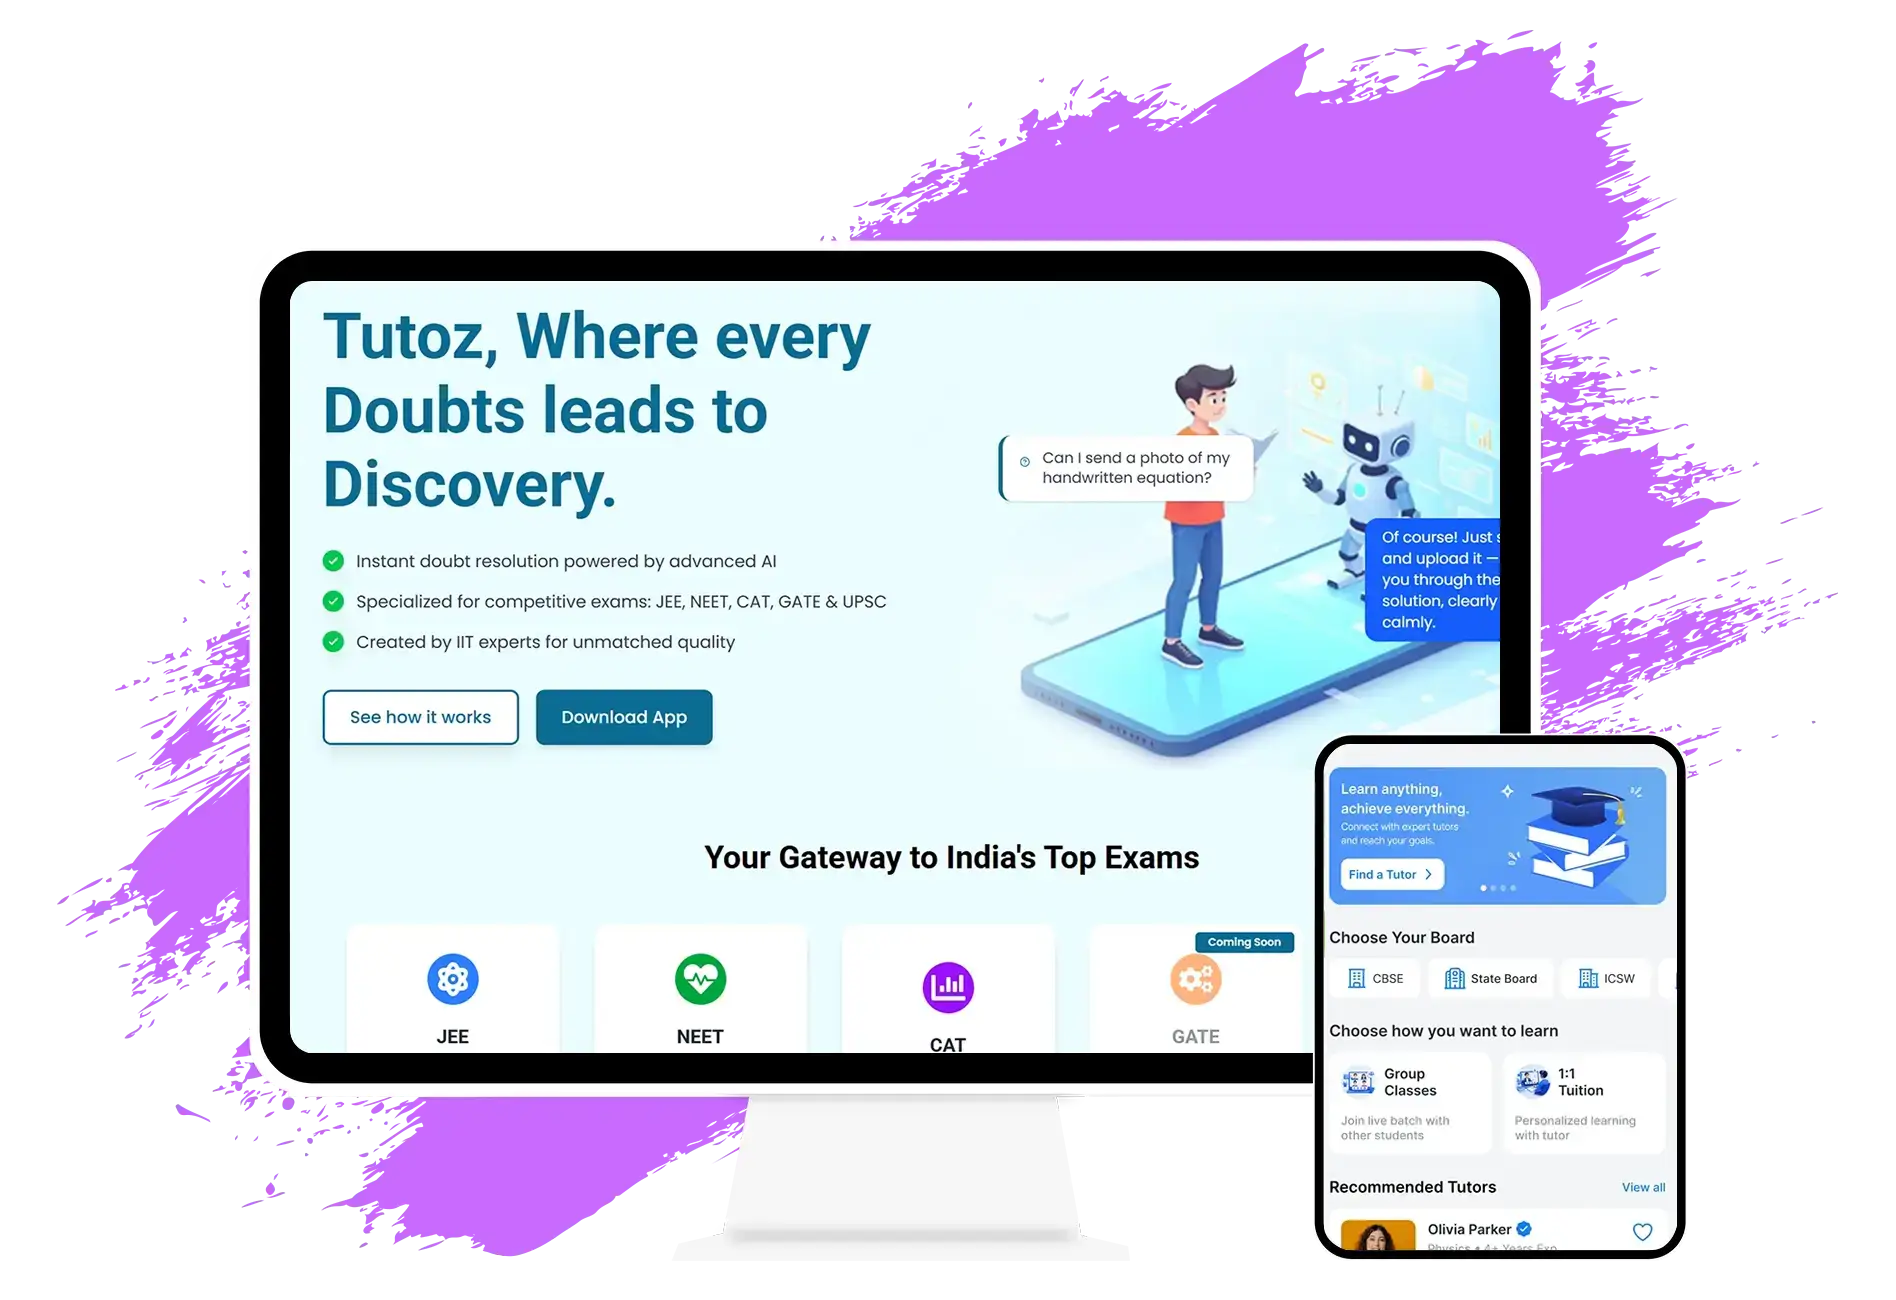 Tutoz, Where every
Doubts leads to
Discovery.
Instant doubt resolution powered by advanced AI
Specialized for competitive exams: JEE, NEET, CAT, GATE & UPSC
Created by IIT experts for unmatched quality
See how it works
Download App
Can I send a photo of my
handwritten equation?
Of course! Just
and upload it —
you through the
solution, clearly
calmly.
Your Gateway to India's Top Exams
JEE
NEET
CAT
Coming Soon
GATE
Learn anything,
achieve everything.
Connect with expert tutors
and reach your goals.
Find a Tutor
Choose Your Board
CBSE
State Board
ICSW
Choose how you want to learn
Group
Classes
Join live batch with
other students
1:1
Tuition
Personalized learning
with tutor
Recommended Tutors
View all
Olivia Parker
Physics • 4+ Years Exp